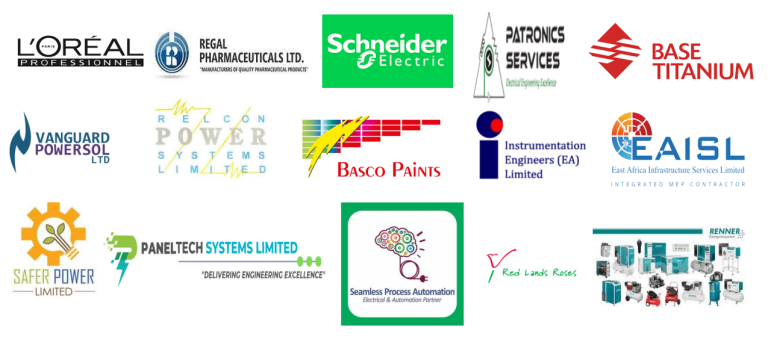 L'ORÉAL
PARIS
PROFESSIONNEL
REGAL
PHARMACEUTICALS LTD.
"MANUFACTURERS OF QUALITY PHARMACEUTICAL PRODUCTS"
Schneider
Electric
PATRONICS
SERVICES
Electrical Engineering Excellence
BASE
TITANIUM
VANGUARD
POWERSOL
LTD
RELCON
POWER
SYSTEMS
LIMITED
BASCO PAINTS
Instrumentation
Engineers (EA)
Limited
EAISL
East Africa Infrastructure Services Limited
INTEGRATED MEP CONTRACTOR
SAFER POWER
LIMITED
PANELTECH SYSTEMS LIMITED
"DELIVERING ENGINEERING EXCELLENCE"
Seamless Process Automation
Electrical & Automation Partner
Red Lands Roses
RENNER
Kompressoren